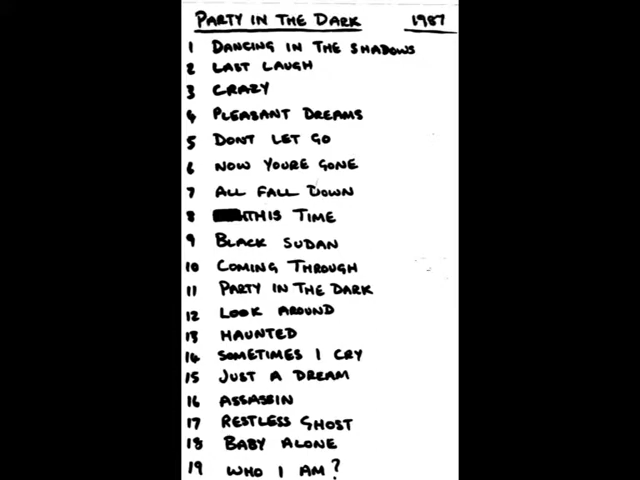 PARTY IN THE DARK 1987
1 DANCING IN THE SHADOWS
2 LAST LAUGH
3 CRAZY
4 PLEASANT DREAMS
5 DONT LET GO
6 NOW YOURE GONE
7 ALL FALL DOWN
8 THIS TIME
9 BLACK SUDAN
10 COMING THROUGH
11 PARTY IN THE DARK
12 LOOK AROUND
13 HAUNTED
14 SOMETIMES I CRY
15 JUST A DREAM
16 ASSASSIN
17 RESTLESS GHOST
18 BABY ALONE
19 WHO I AM?